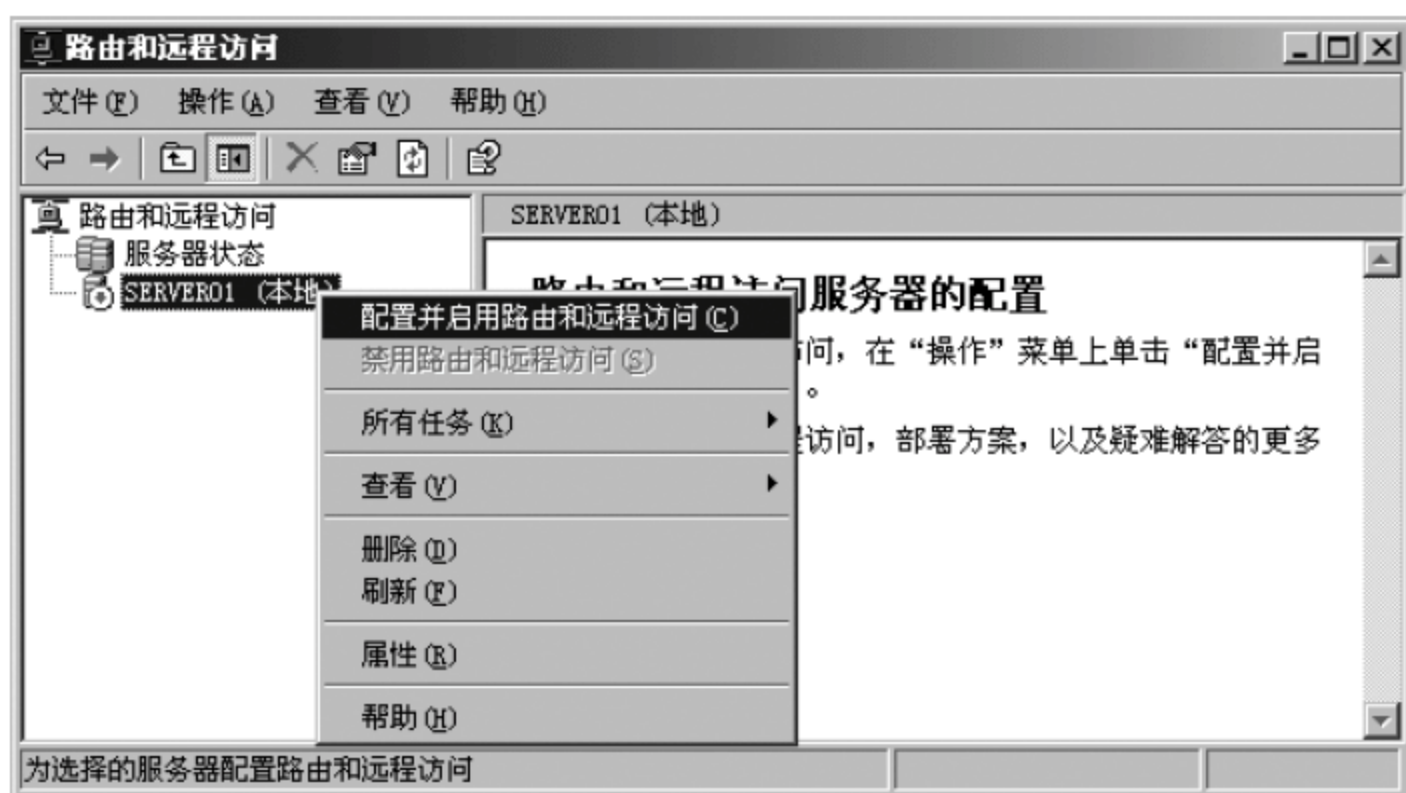 路由和远程访问
文件(F) 操作(A) 查看(V) 帮助(H)
路由和远程访问
服务器状态
SERVER01 (本地)
SERVER01 (本地)
服务器的配置
问，在“操作”菜单上单击“配置并启
。
访问，部署方案，以及疑难解答的更多
配置并启用路由和远程访问(C)
禁用路由和远程访问(S)
所有任务(K)
查看(V)
删除(D)
刷新(F)
属性(R)
帮助(H)
为选择的服务器配置路由和远程访问